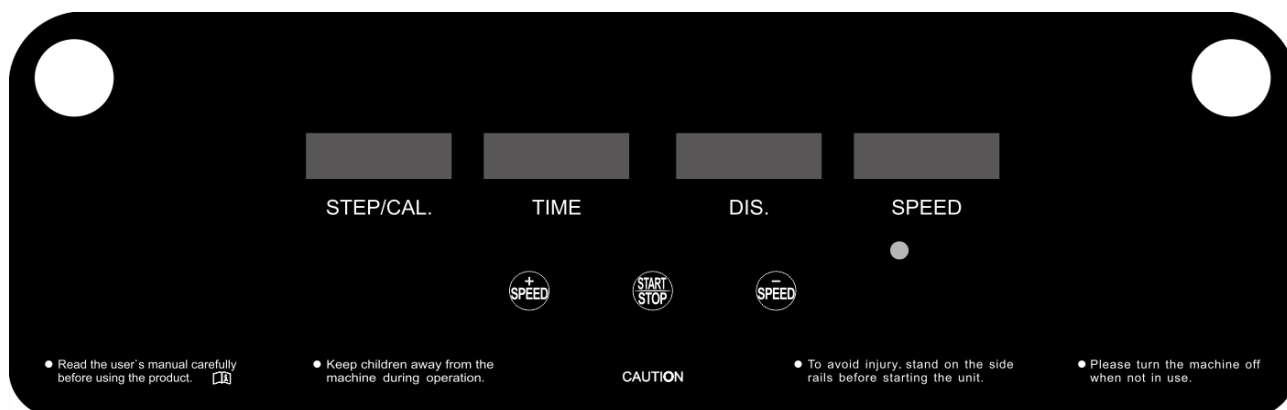 STEP/CAL.
TIME
DIS.
SPEED
+
SPEED
START
STOP
−
SPEED
● Read the user`s manual carefully
before using the product.
● Keep children away from the
machine during operation.
CAUTION
● To avoid injury, stand on the side
rails before starting the unit.
● Please turn the machine off
when not in use.